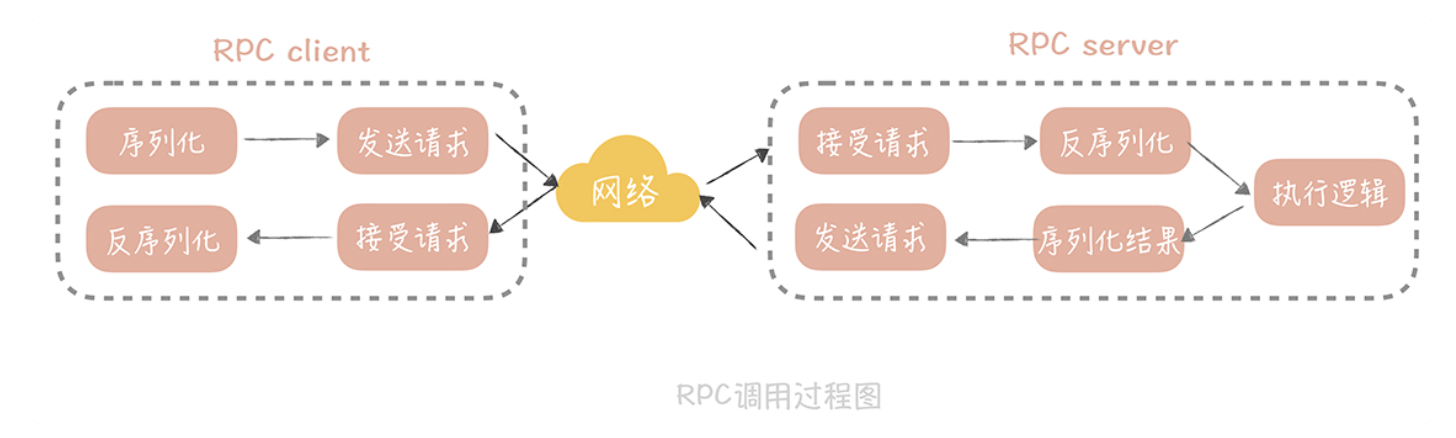 RPC client
RPC server
序列化
发送请求
反序列化
接受请求
网络
接受请求
反序列化
执行逻辑
发送请求
序列化结果
RPC调用过程图